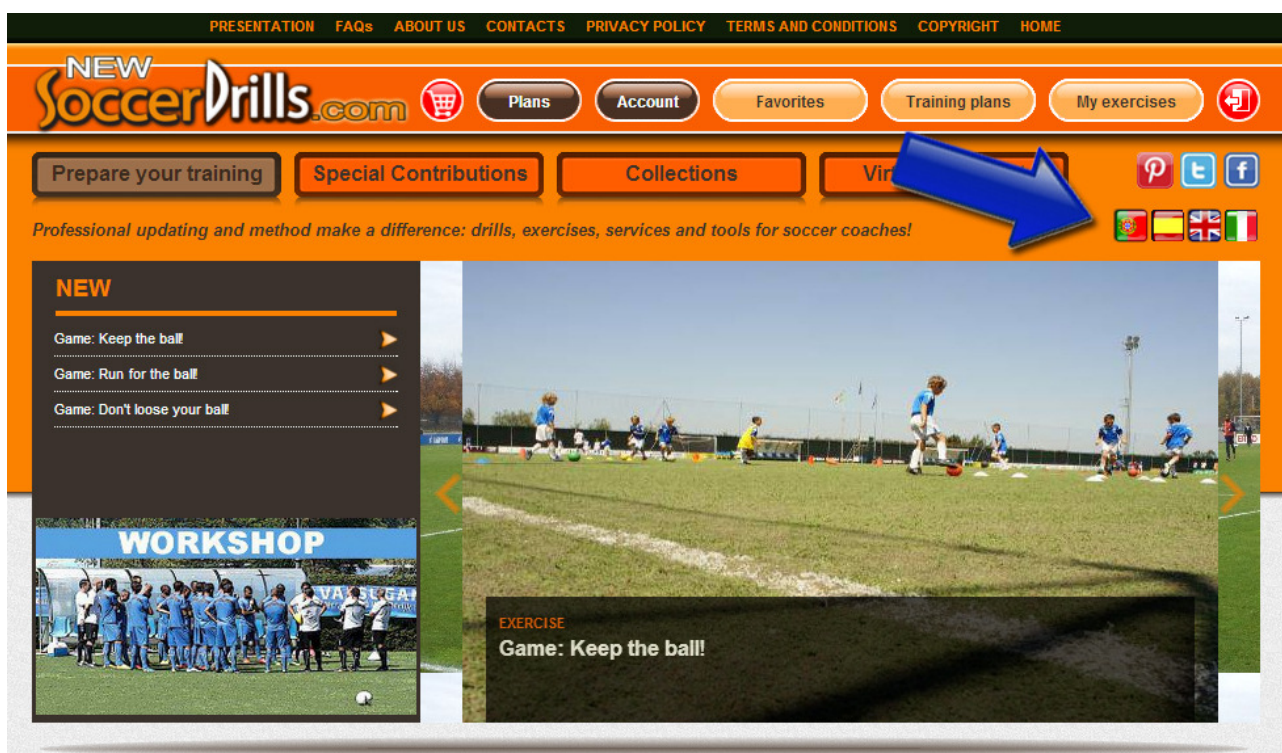 PRESENTATION FAQs ABOUT US CONTACTS PRIVACY POLICY TERMS AND CONDITIONS COPYRIGHT HOME
NEW
SoccerDrills.com
Plans Account Favorites Training plans My exercises
Prepare your training Special Contributions Collections
Professional updating and method make a difference: drills, exercises, services and tools for soccer coaches!
NEW
Game: Keep the ball!
Game: Run for the ball!
Game: Don't loose your ball!
WORKSHOP
EXERCISE
Game: Keep the ball!